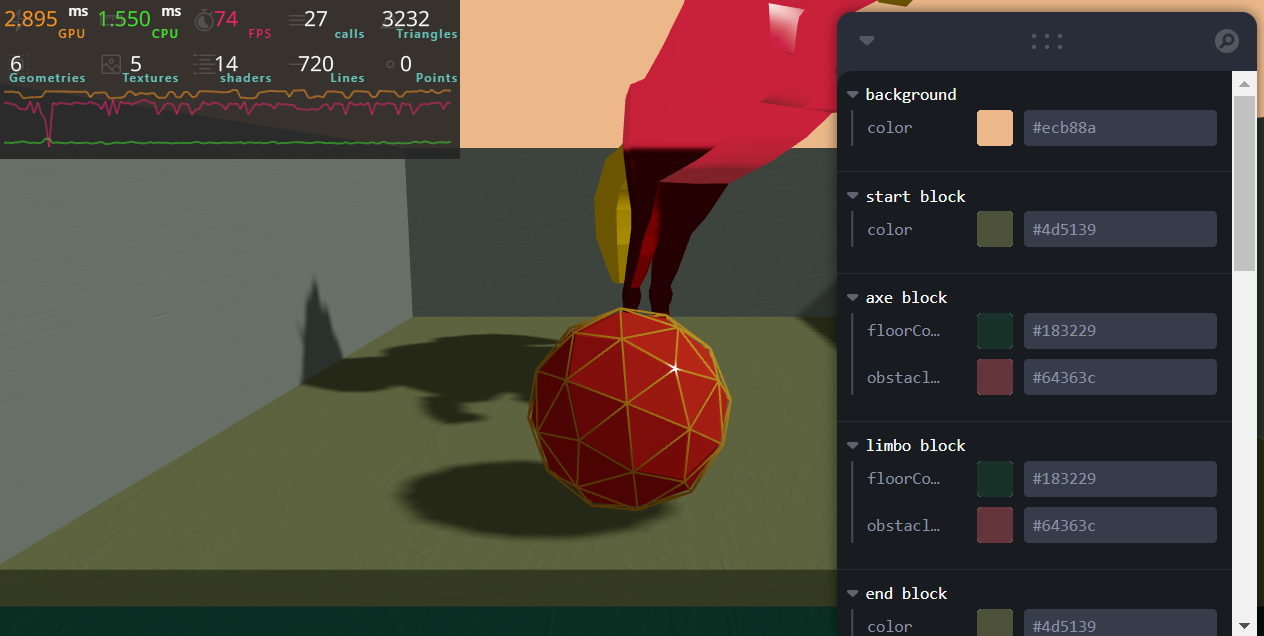 2.895 ms GPU 1.550 ms CPU 74 FPS 27 calls 3232 Triangles
6 Geometries 5 Textures 14 shaders 720 Lines 0 Points
background
color #ecb88a
start block
color #4d5139
axe block
floorCo… #183229
obstacl… #64363c
limbo block
floorCo… #183229
obstacl… #64363c
end block
color #4d5139